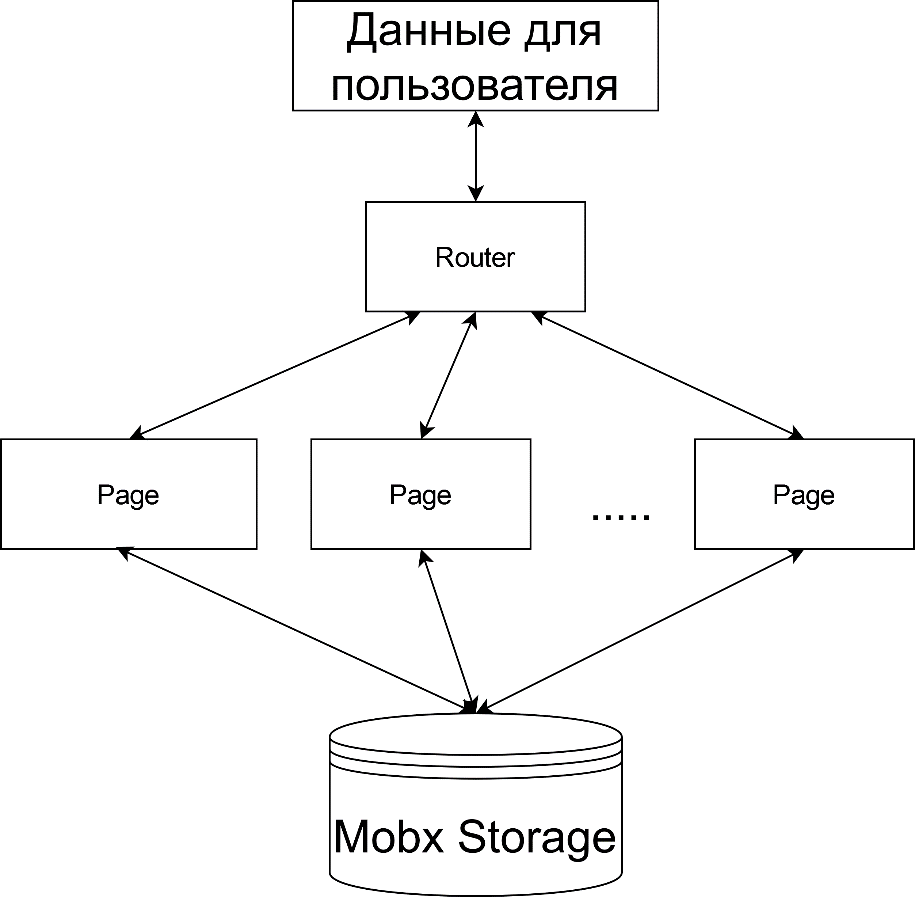 Данные для
пользователя
Router
Page
Page
.....
Page
Mobx Storage